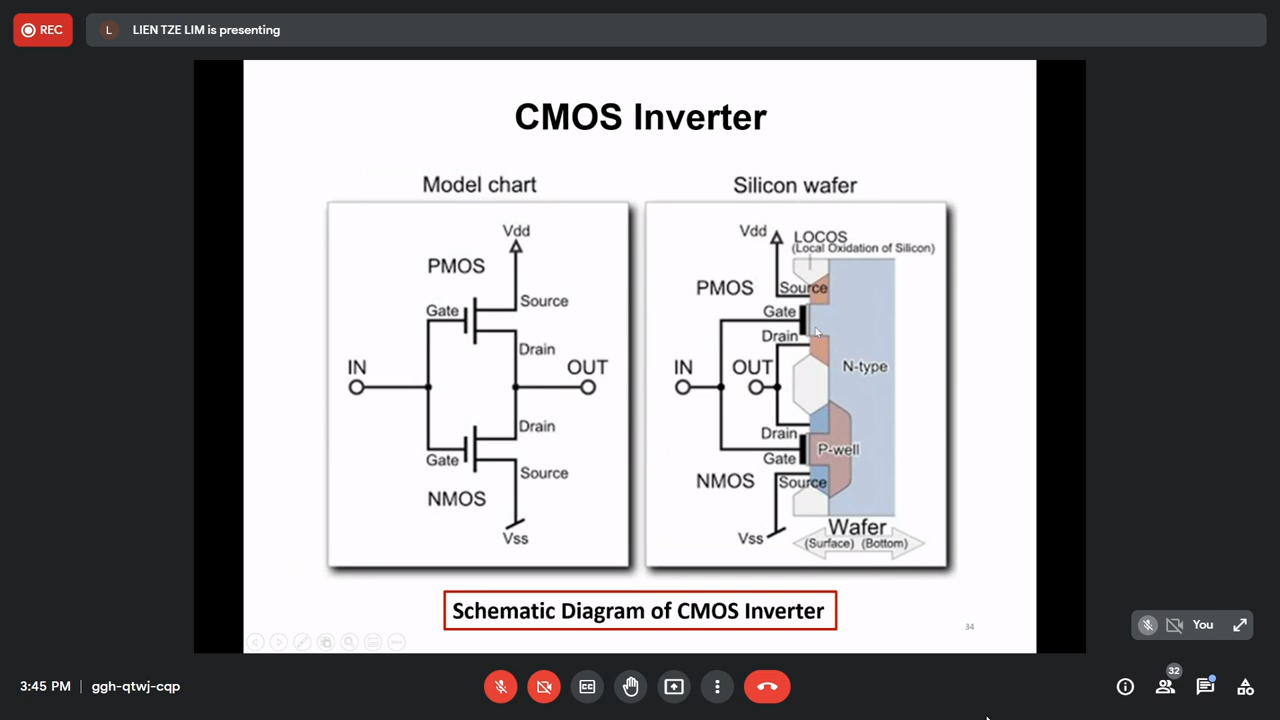 REC
L
LIEN TZE LIM is presenting
CMOS Inverter
Model chart
Vdd
PMOS
Source
Gate
Drain
IN
OUT
Drain
Gate
Source
NMOS
Vss
Silicon wafer
Vdd
LOCOS
(Local Oxidation of Silicon)
PMOS
Source
Gate
Drain
IN
OUT
N-type
Drain
P-well
Gate
NMOS
Source
Vss
Wafer
(Surface) (Bottom)
Schematic Diagram of CMOS Inverter
34
You
3:45 PM
ggh-qtwj-cqp
32